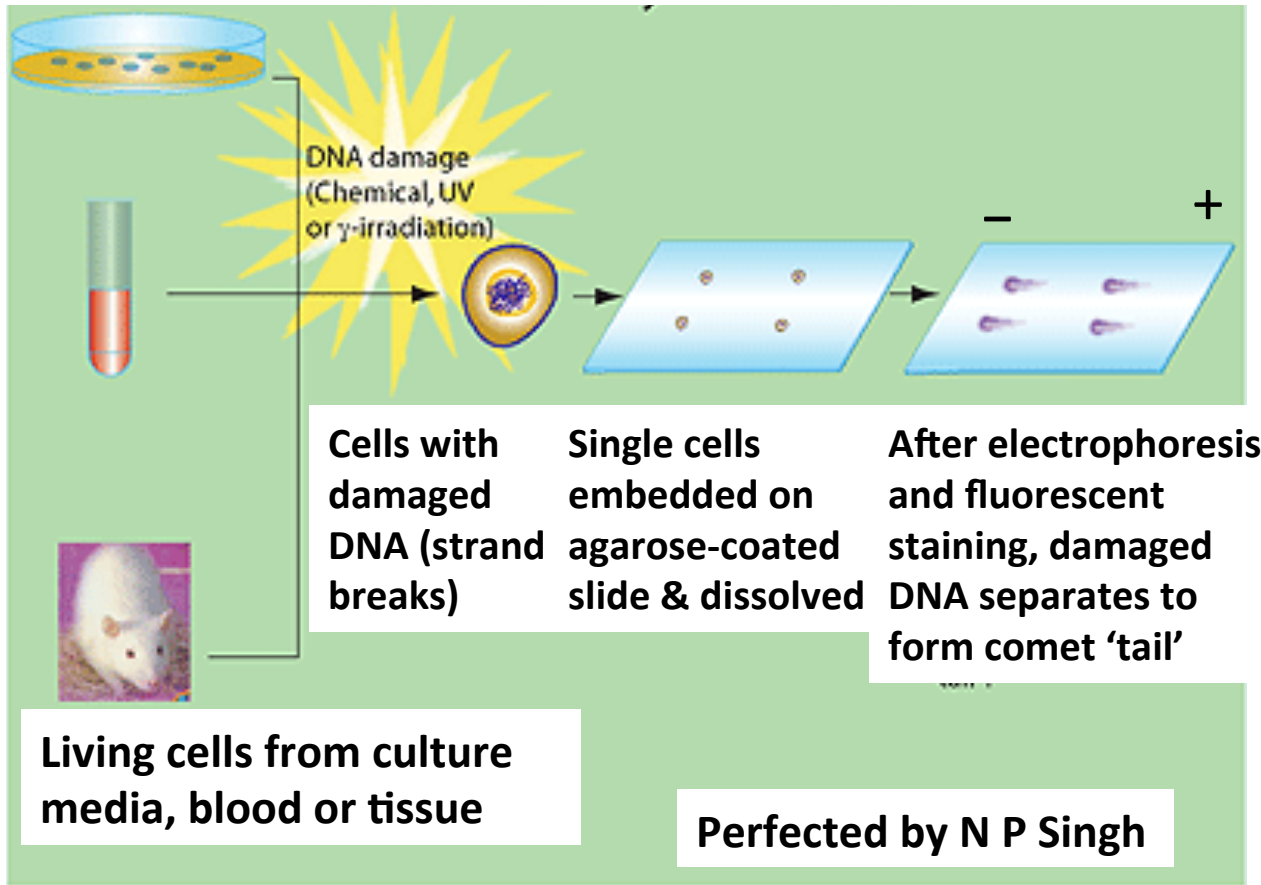 DNA damage
(Chemical, UV
or γ-irradiation)
–
+
Cells with
damaged
DNA (strand
breaks)
Single cells
embedded on
agarose-coated
slide & dissolved
After electrophoresis
and fluorescent
staining, damaged
DNA separates to
form comet ‘tail’
Living cells from culture
media, blood or tissue
Perfected by N P Singh